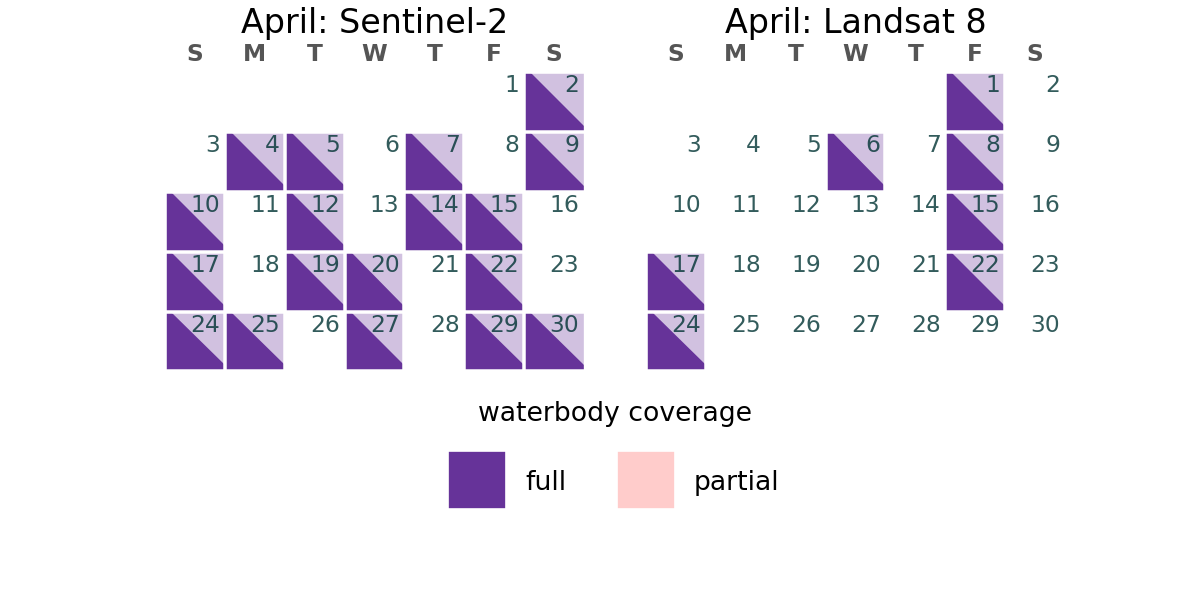 April: Sentinel-2 April: Landsat 8
S M T W T F S S M T W T F S
1 2 1 2
3 4 5 6 7 8 9 3 4 5 6 7 8 9
10 11 12 13 14 15 16 10 11 12 13 14 15 16
17 18 19 20 21 22 23 17 18 19 20 21 22 23
24 25 26 27 28 29 30 24 25 26 27 28 29 30
waterbody coverage
full partial